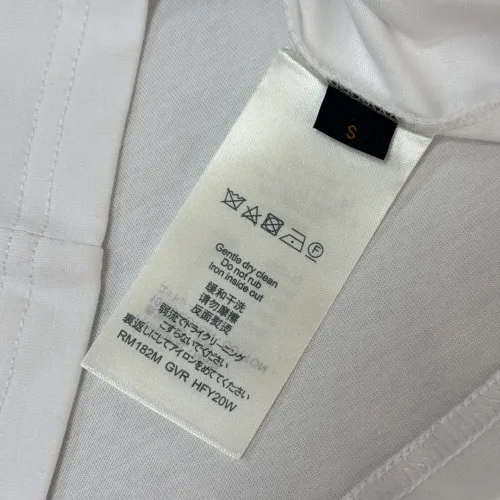 S
Gentle dry clean
Do not rub
Iron inside out
缓和干洗
请勿摩擦
反面熨烫
弱流でドライクリーニング
こすらないでください
裏返しにしてアイロンをめてください
RM182M GVR HFY20W